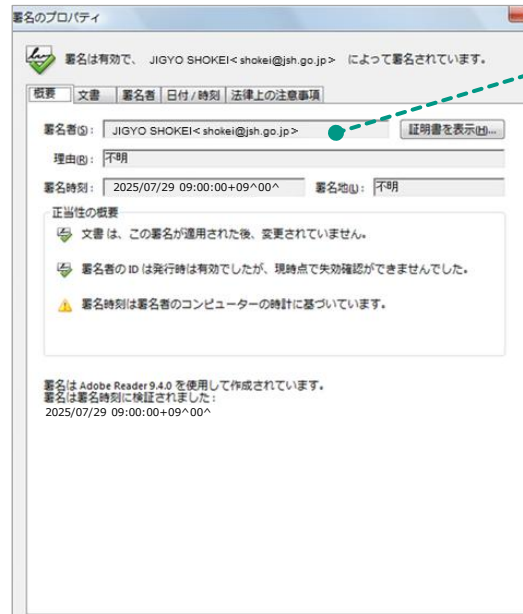 署名のプロパティ
署名は有効で、 JIGYO SHOKEI< shokei@jsh.go.jp> によって署名されています。
概要 文書 署名者 日付/時刻 法律上の注意事項
署名者(S): JIGYO SHOKEI< shokei@jsh.go.jp> 証明書を表示(H)...
理由(R): 不明
署名時刻: 2025/07/29 09:00:00+09^00^ 署名地(L): 不明
正当性の概要
文書 は、この署名が適用された後、変更されていません。
署名者の ID は発行時は有効でしたが、現時点で失効確認ができませんでした。
署名時刻は署名者のコンピューターの時計に基づいています。
署名は Adobe Reader 9.4.0 を使用して作成されています。
署名は署名時刻に検証されました:
2025/07/29 09:00:00+09^00^